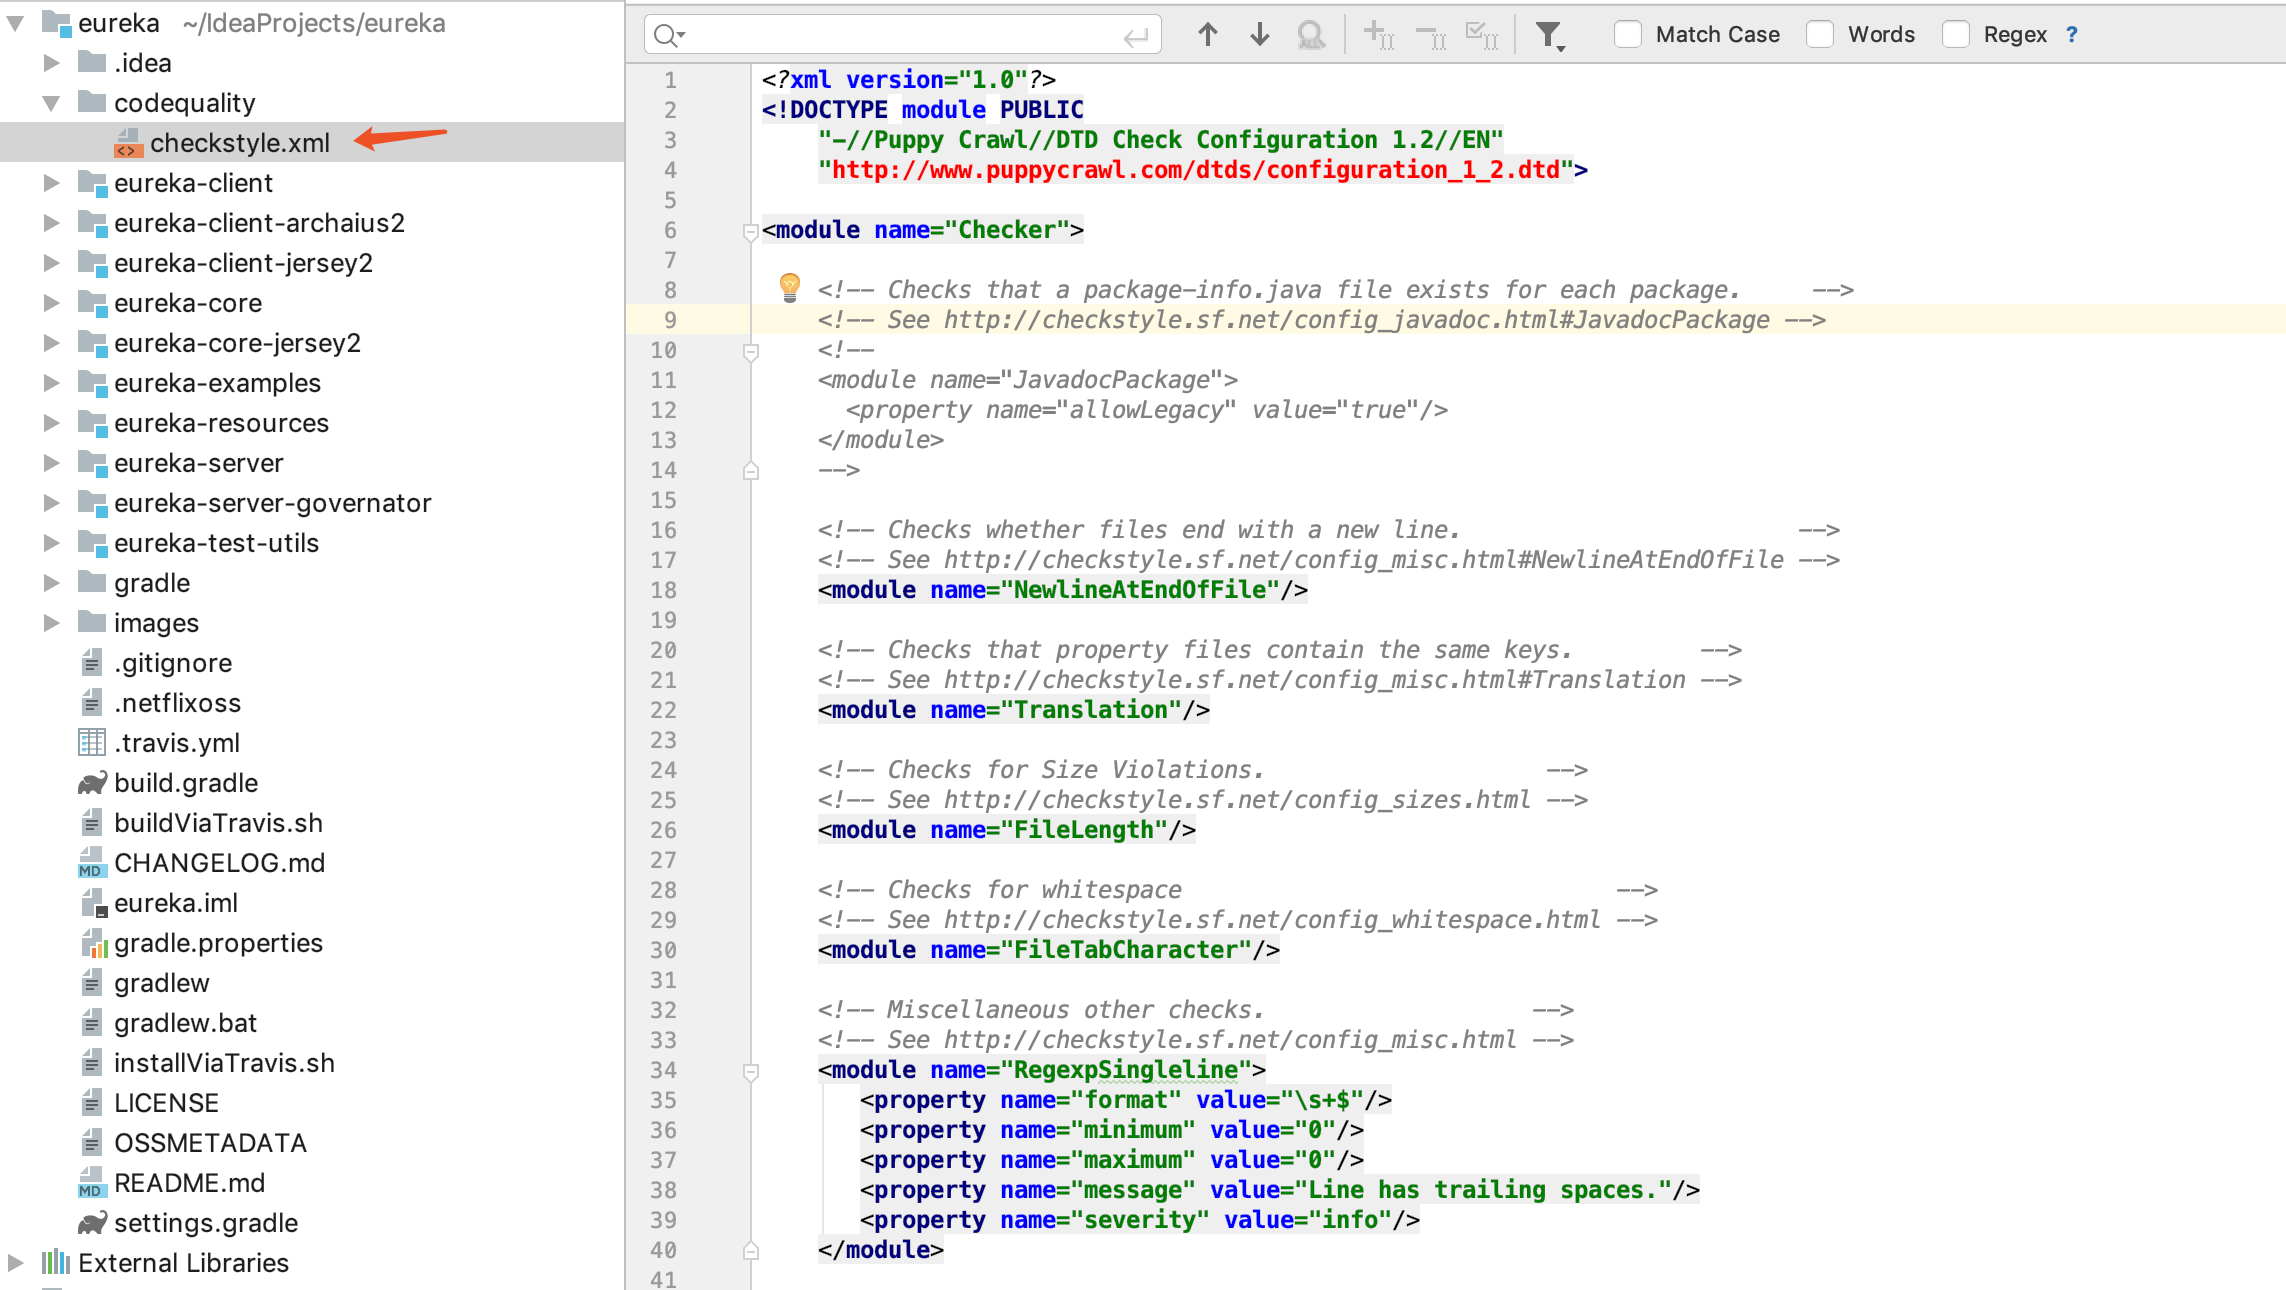 eureka ~/IdeaProjects/eureka
.idea
codequality
checkstyle.xml
eureka-client
eureka-client-archaius2
eureka-client-jersey2
eureka-core
eureka-core-jersey2
eureka-examples
eureka-resources
eureka-server
eureka-server-governator
eureka-test-utils
gradle
images
.gitignore
.netflixoss
.travis.yml
build.gradle
buildViaTravis.sh
MD CHANGELOG.md
eureka.iml
gradle.properties
gradlew
gradlew.bat
installViaTravis.sh
LICENSE
OSSMETADATA
MD README.md
settings.gradle
External Libraries
Match Case Words Regex ?
1 <?xml version="1.0"?>
2 <!DOCTYPE module PUBLIC
3 "-//Puppy Crawl//DTD Check Configuration 1.2//EN"
4 "http://www.puppycrawl.com/dtds/configuration_1_2.dtd">
5
6 <module name="Checker">
7
8 <!-- Checks that a package-info.java file exists for each package. -->
9 <!-- See http://checkstyle.sf.net/config_javadoc.html#JavadocPackage -->
10 <!--
11 <module name="JavadocPackage">
12 <property name="allowLegacy" value="true"/>
13 </module>
14 -->
15
16 <!-- Checks whether files end with a new line. -->
17 <!-- See http://checkstyle.sf.net/config_misc.html#NewlineAtEndOfFile -->
18 <module name="NewlineAtEndOfFile"/>
19
20 <!-- Checks that property files contain the same keys. -->
21 <!-- See http://checkstyle.sf.net/config_misc.html#Translation -->
22 <module name="Translation"/>
23
24 <!-- Checks for Size Violations. -->
25 <!-- See http://checkstyle.sf.net/config_sizes.html -->
26 <module name="FileLength"/>
27
28 <!-- Checks for whitespace -->
29 <!-- See http://checkstyle.sf.net/config_whitespace.html -->
30 <module name="FileTabCharacter"/>
31
32 <!-- Miscellaneous other checks. -->
33 <!-- See http://checkstyle.sf.net/config_misc.html -->
34 <module name="RegexpSingleline">
35 <property name="format" value="\s+$"/>
36 <property name="minimum" value="0"/>
37 <property name="maximum" value="0"/>
38 <property name="message" value="Line has trailing spaces."/>
39 <property name="severity" value="info"/>
40 </module>
41